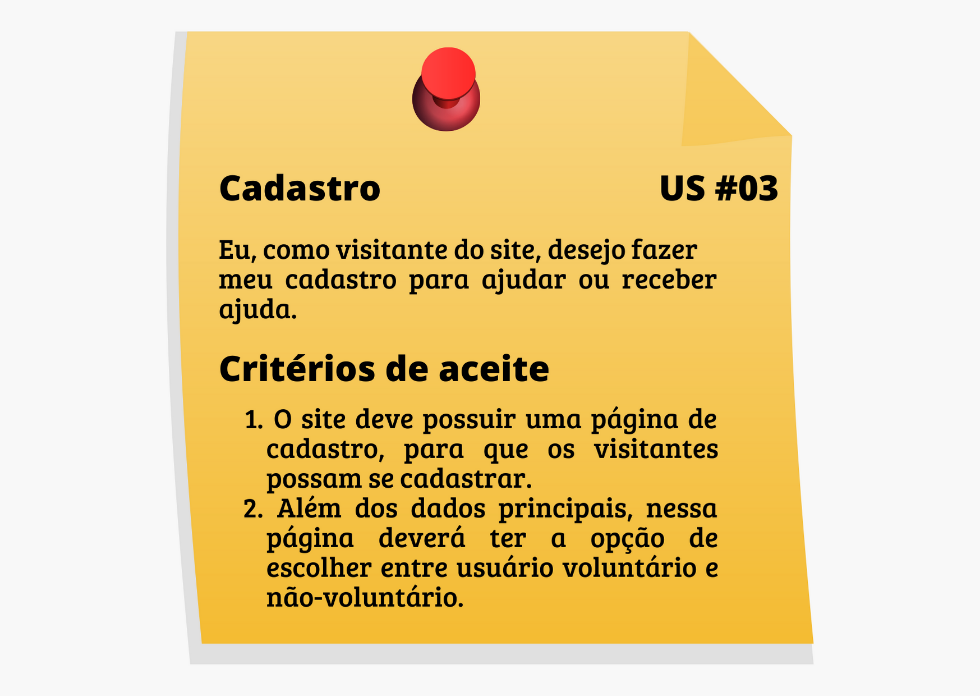 Cadastro US #03
Eu, como visitante do site, desejo fazer
meu cadastro para ajudar ou receber
ajuda.
Critérios de aceite
1. O site deve possuir uma página de
cadastro, para que os visitantes
possam se cadastrar.
2. Além dos dados principais, nessa
página deverá ter a opção de
escolher entre usuário voluntário e
não-voluntário.